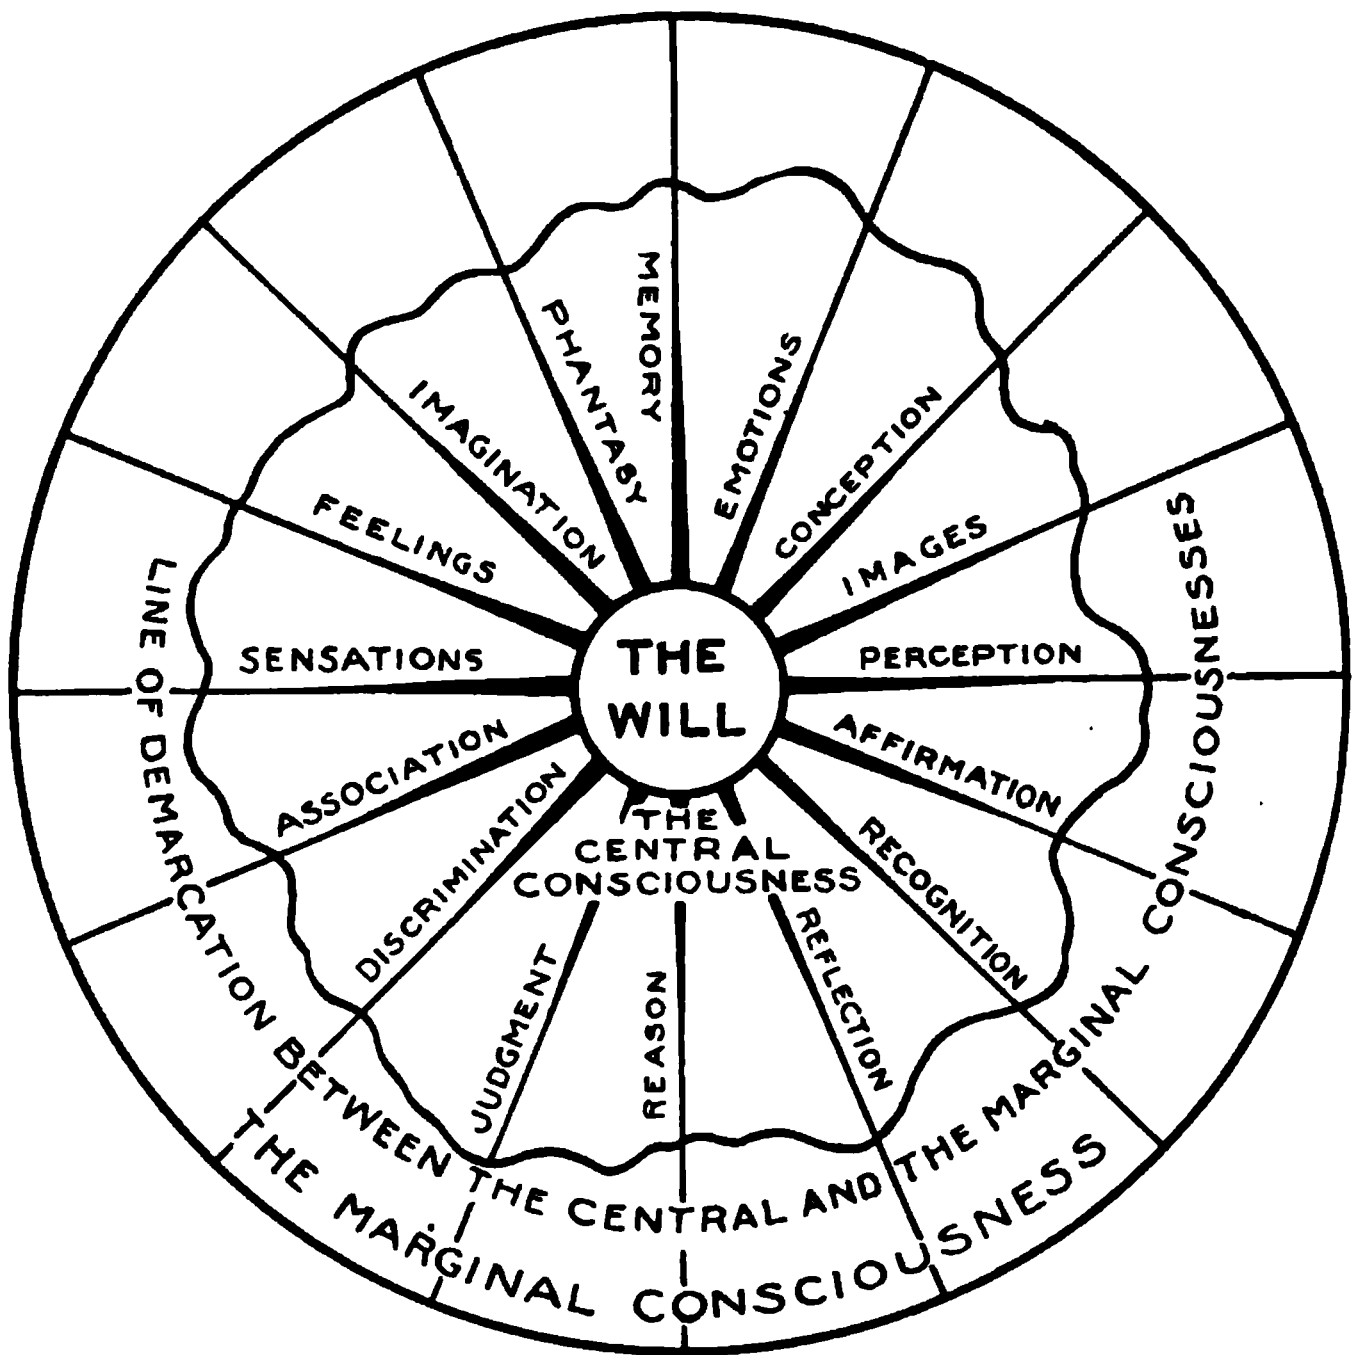 THE
WILL
THE
CENTRAL
CONSCIOUSNESS
MEMORY
EMOTIONS
CONCEPTION
IMAGES
PERCEPTION
AFFIRMATION
RECOGNITION
REFLECTION
REASON
JUDGMENT
DISCRIMINATION
ASSOCIATION
SENSATIONS
FEELINGS
IMAGINATION
PHANTASY
LINE OF DEMARCATION BETWEEN THE CENTRAL AND THE MARGINAL CONSCIOUSNESSES
THE MARGINAL CONSCIOUSNESS